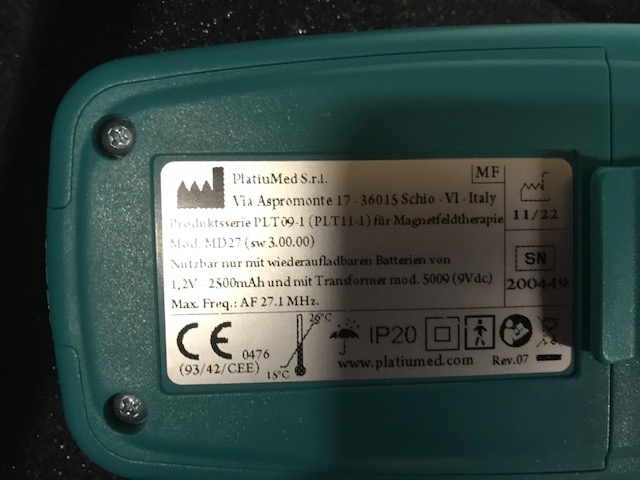 PlatiuMed S.r.l.
MF
Via Aspromonte 17 - 36015 Schio - VI - Italy
11/22
Produktsserie PLT09-1 (PLT11-1) für Magnetfeldtherapie
Mod. MD27 (sw 3.00.00)
Nutzbar nur mit wiederaufladbaren Batterien von
1,2V - 2500mAh und mit Transformer mod. 5009 (9Vdc)
Max. Freq.: AF 27.1 MHz.
SN
200449
CE 0476
(93/42/CEE)
26°C
15°C
IP20
www.platiumed.com
Rev.07